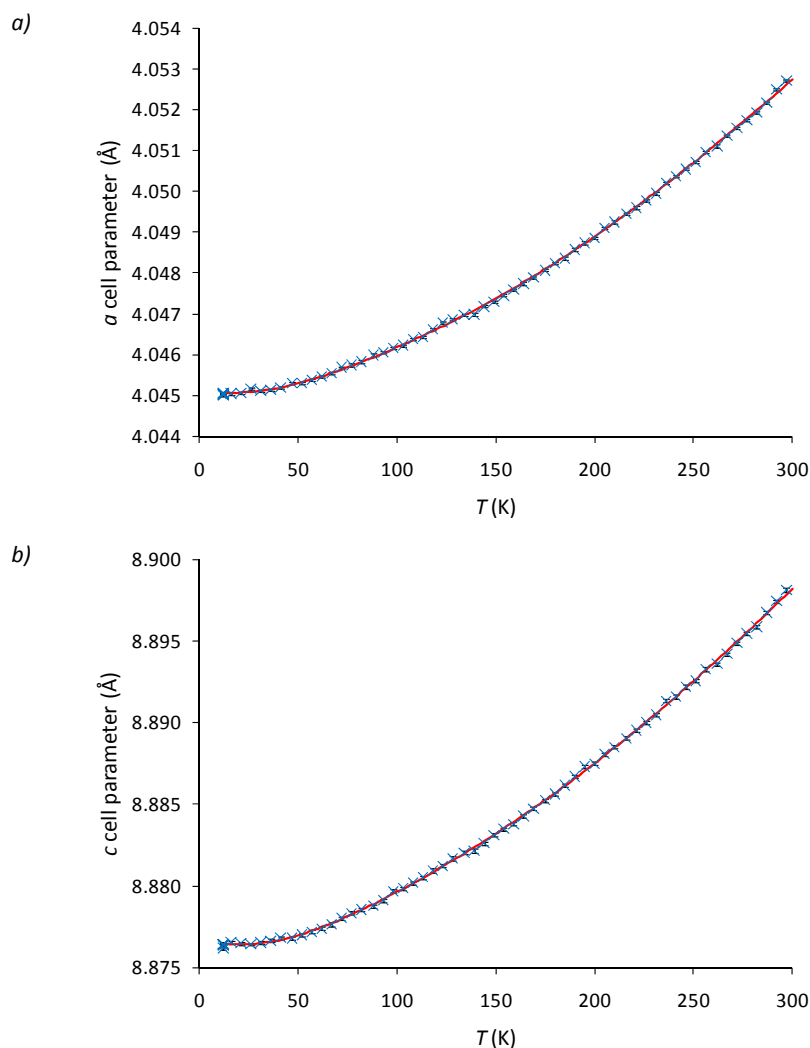 a)
4.054
4.053
4.052
4.051
4.050
4.049
4.048
4.047
4.046
4.045
4.044
a cell parameter (Å)
0 50 100 150 200 250 300
T (K)
b)
8.900
8.895
8.890
8.885
8.880
8.875
c cell parameter (Å)
0 50 100 150 200 250 300
T (K)